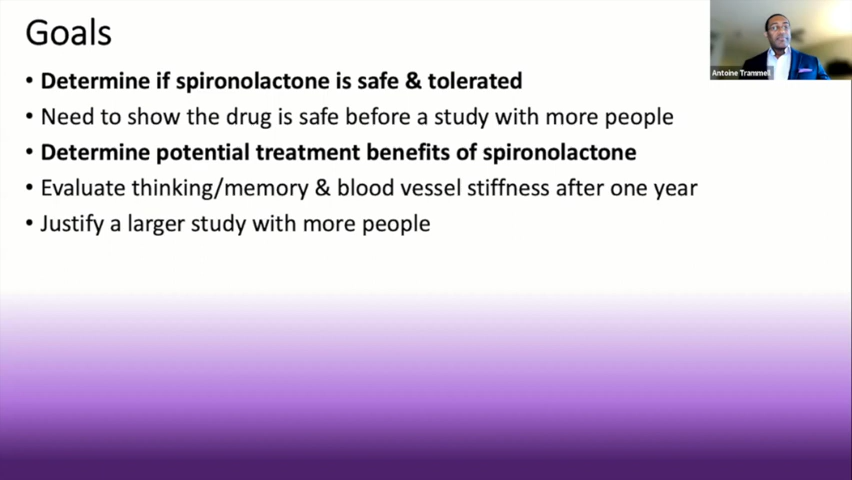 Goals
• Determine if spironolactone is safe & tolerated
• Need to show the drug is safe before a study with more people
• Determine potential treatment benefits of spironolactone
• Evaluate thinking/memory & blood vessel stiffness after one year
• Justify a larger study with more people
Antoine Trammell